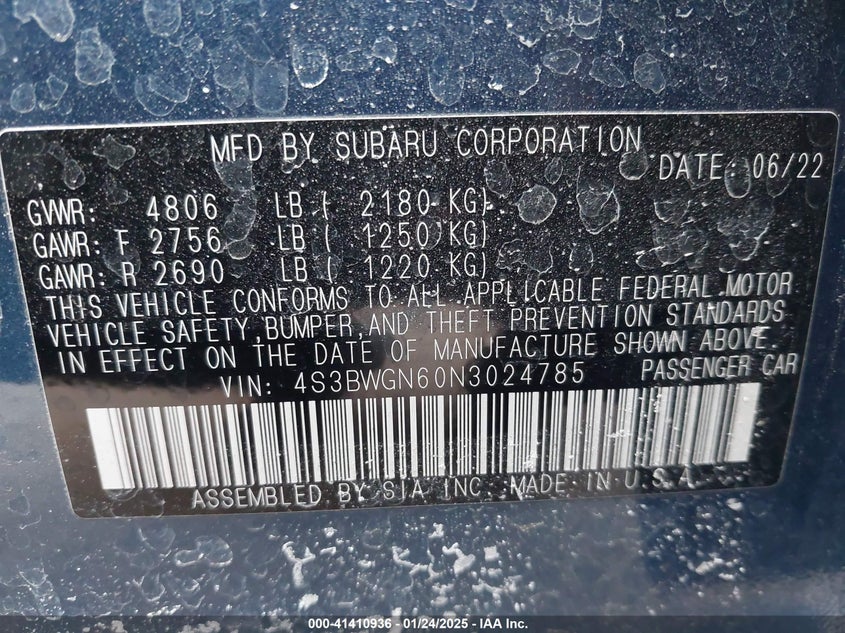 MFD BY SUBARU CORPORATION
DATE: 06/22
GVWR: 4806 LB ( 2180 KG)
GAWR: F 2756 LB ( 1250 KG)
GAWR: R 2690 LB ( 1220 KG)
THIS VEHICLE CONFORMS TO ALL APPLICABLE FEDERAL MOTOR
VEHICLE SAFETY, BUMPER, AND THEFT PREVENTION STANDARDS
IN EFFECT ON THE DATE OF MANUFACTURE SHOWN ABOVE.
VIN: 4S3BWGN60N3024785 PASSENGER CAR
ASSEMBLED BY SIA INC. MADE IN U.S.A.
000-41410936 - 01/24/2025 - IAA Inc.